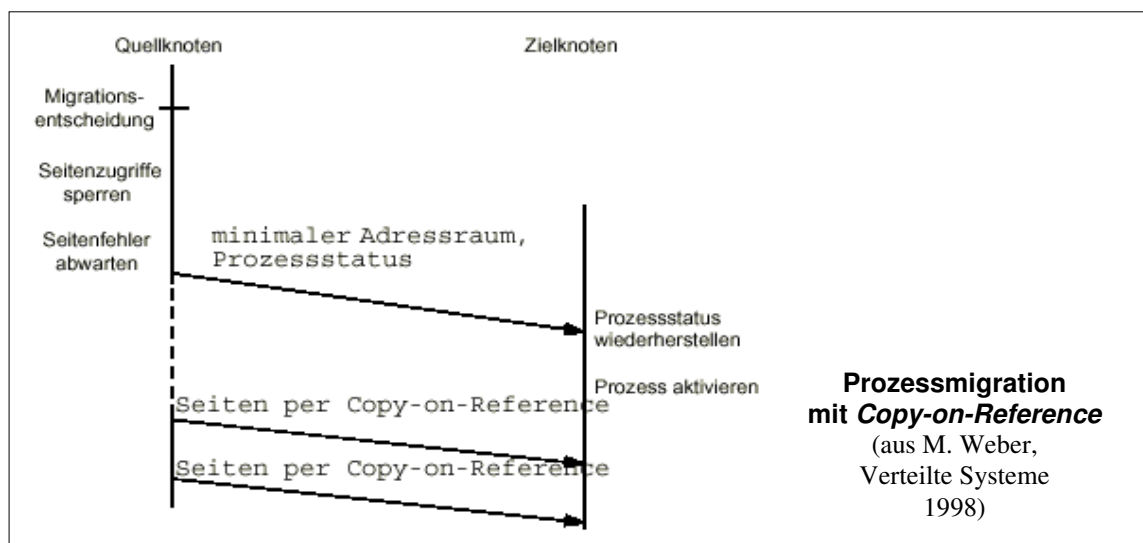 Quellknoten
Zielknoten
Migrations-
entscheidung
Seitenzugriffe
sperren
Seitenfehler
abwarten
minimaler Adressraum,
Prozessstatus
Prozessstatus
wiederherstellen
Prozess aktivieren
Seiten per Copy-on-Reference
Seiten per Copy-on-Reference
Prozessmigration
mit Copy-on-Reference
(aus M. Weber,
Verteilte Systeme
1998)